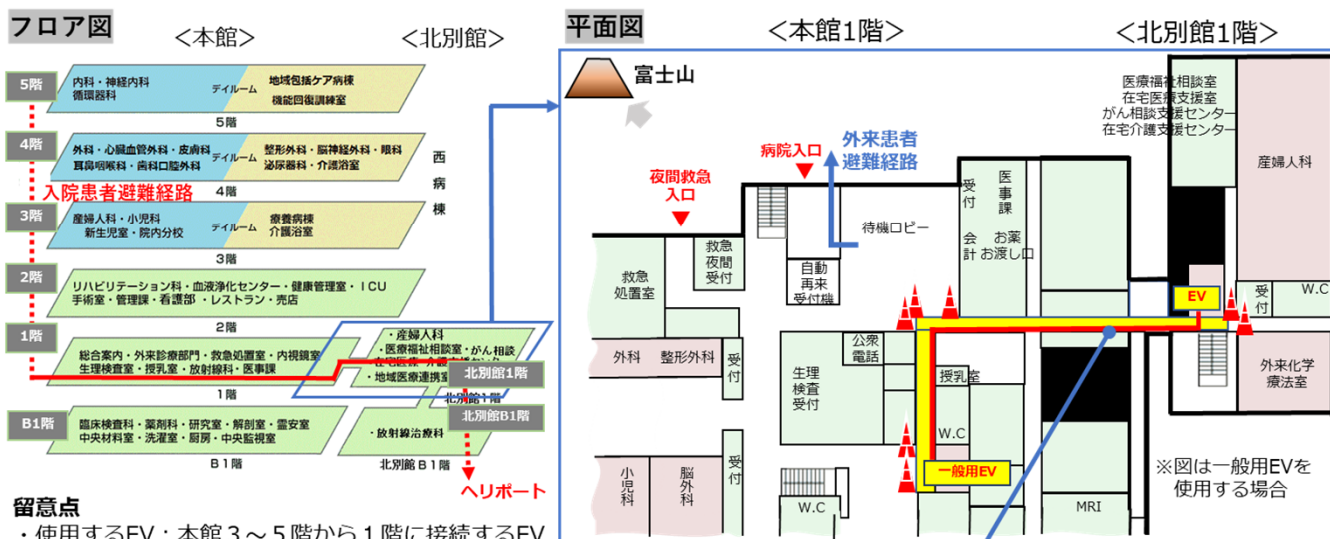 フロア図
<本館>
<北別館>
5階
内科・神経内科
循環器科
デイルーム
地域包括ケア病棟
機能回復訓練室
5階
4階
外科・心臓血管外科・皮膚科
耳鼻咽喉科・歯科口腔外科
デイルーム
整形外科・脳神経外科・眼科
泌尿器科・介護浴室
4階
西病棟
入院患者避難経路
3階
産婦人科・小児科
新生児室・院内分校
デイルーム
療養病棟
介護浴室
3階
2階
リハビリテーション科・血液浄化センター・健康管理室・ICU
手術室・管理課・看護部・レストラン・売店
2階
1階
総合案内・外来診療部門・救急処置室・内視鏡室
生理検査室・授乳室・放射線科・医事課
1階
・産婦人科
・医療福祉相談室・がん相談
・地域医療連携室
北別館1階
北別館1階
B1階
臨床検査科・薬剤科・研究室・解剖室・霊安室
中央材料室・洗濯室・厨房・中央監視室
B1階
北別館B1階
・放射線治療科
北別館B1階
ヘリポート
留意点
・使用するEV：本館3～5階から1階に接続するEV
平面図
<本館1階>
<北別館1階>
富士山
外来患者
避難経路
病院入口
夜間救急
入口
医療福祉相談室
在宅医療支援室
がん相談支援センター
在宅介護支援センター
産婦人科
受付
医事課
会計
お薬
お渡し口
待機ロビー
救急
処置室
救急
夜間
受付
自動
再来
受付機
EV
受付
W.C
外科
整形外科
受付
公衆
電話
生理
検査
受付
授乳室
W.C
外来化学
療法室
一般用EV
小児科
脳外科
受付
W.C
MRI
※図は一般用EVを
使用する場合